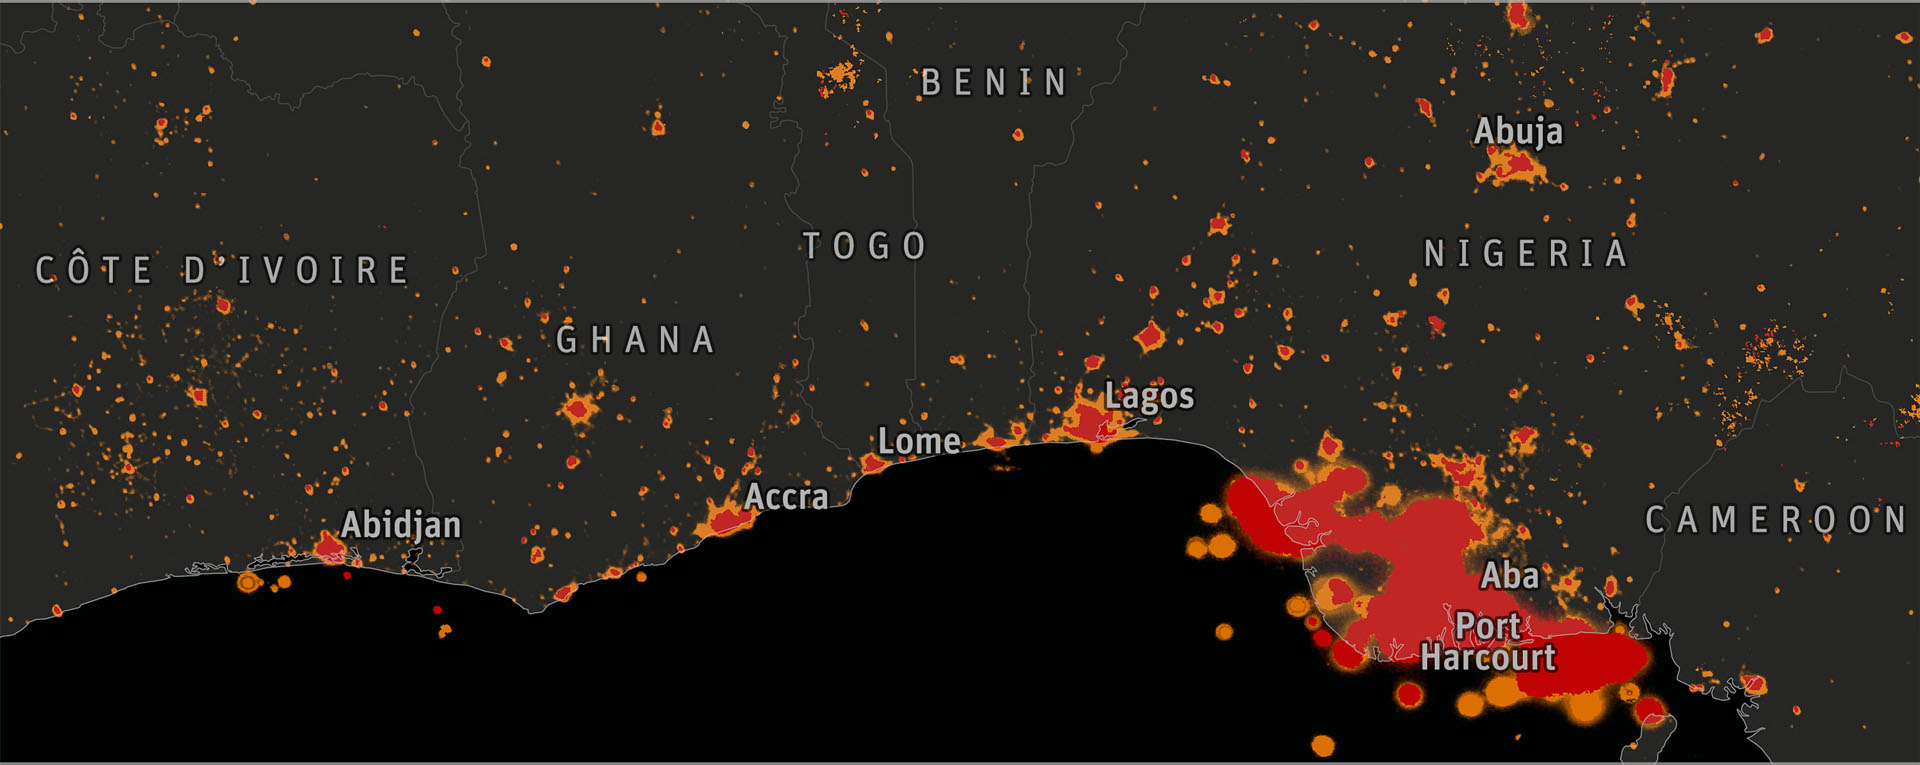 BENIN
Abuja
TOGO
NIGERIA
CÔTE D'IVOIRE
GHANA
Lagos
Lome
Accra
Abidjan
CAMEROON
Aba
Port
Harcourt